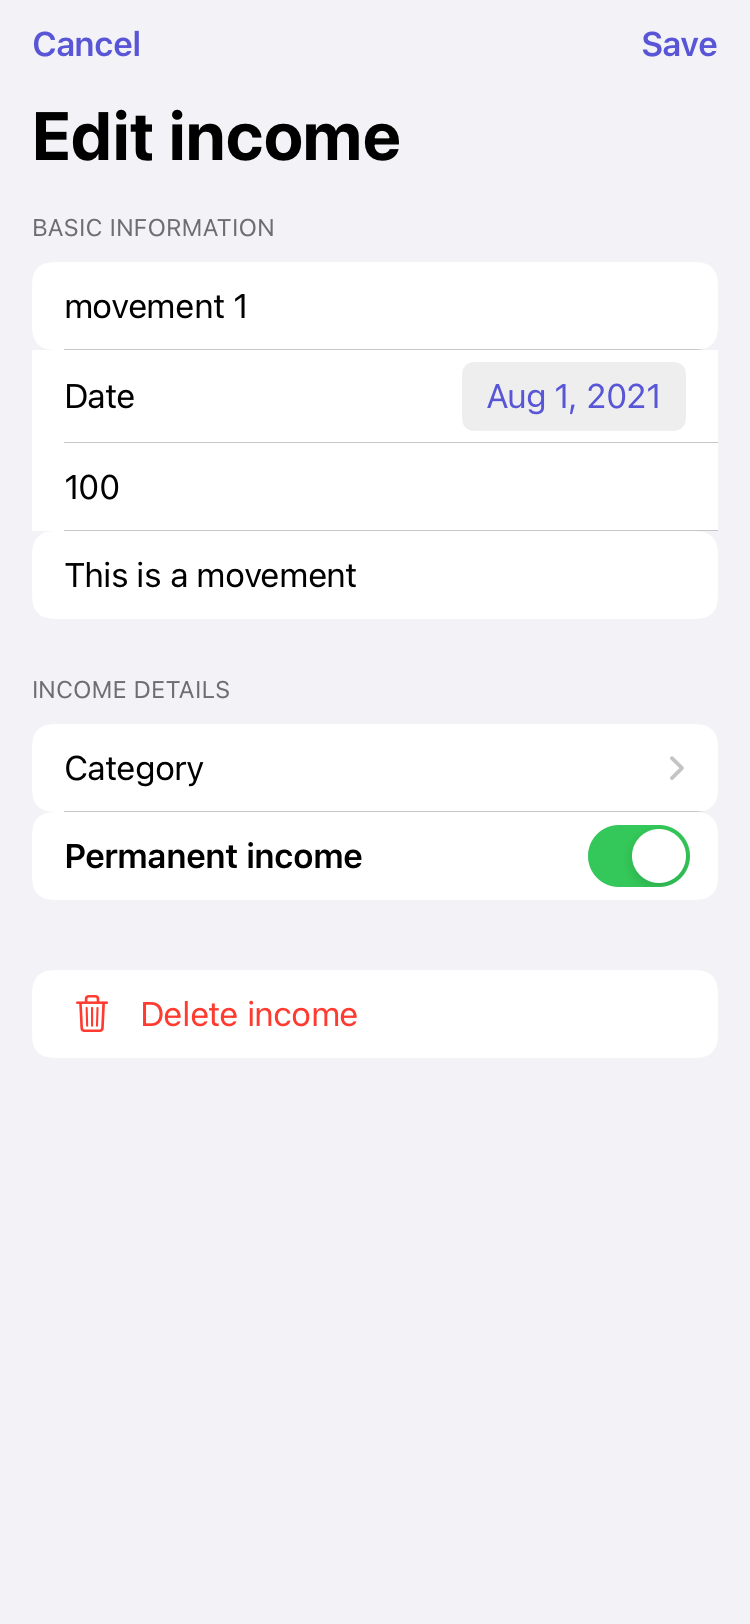 Cancel Save
Edit income
BASIC INFORMATION
movement 1
Date Aug 1, 2021
100
This is a movement
INCOME DETAILS
Category
Permanent income
Delete income